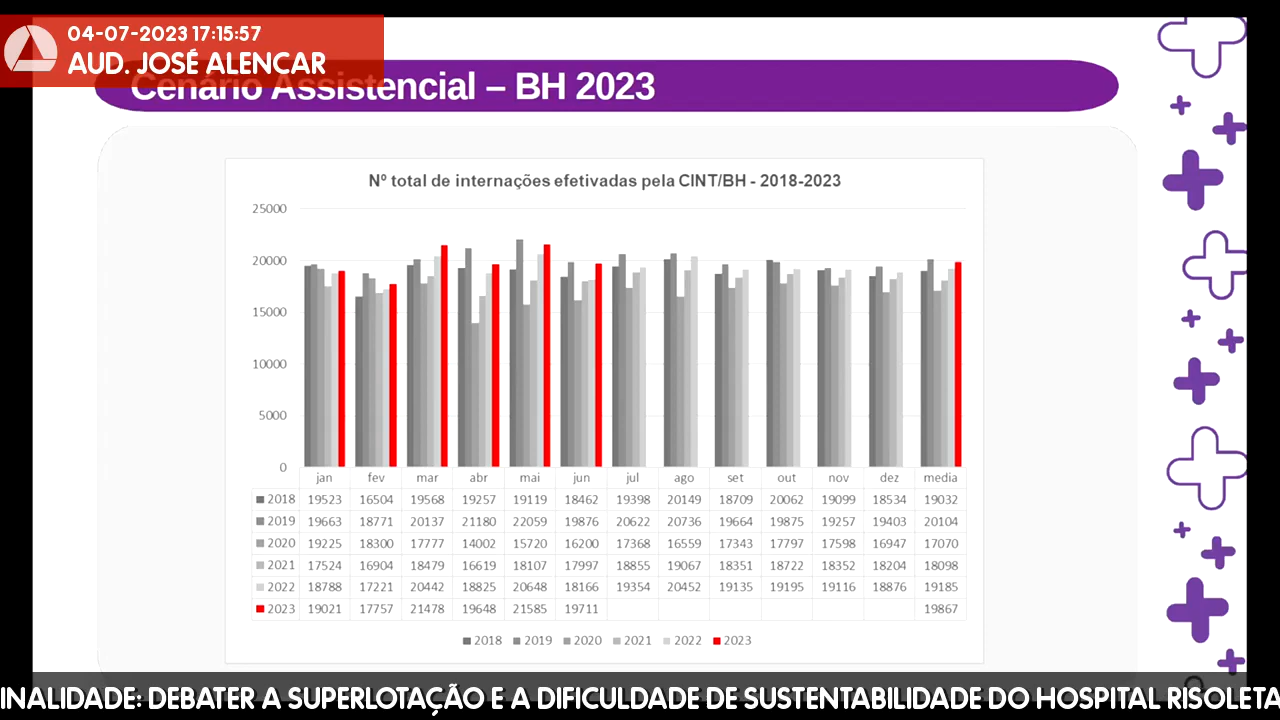 04-07-2023 17:15:57
AUD. JOSÉ ALENCAR
Cenário Assistencial – BH 2023
Nº total de internações efetivadas pela CINT/BH - 2018-2023
25000
20000
15000
10000
5000
0
jan fev mar abr mai jun jul ago set out nov dez media
2018 19523 16504 19568 19257 19119 18462 19398 20149 18709 20062 19099 18534 19032
2019 19663 18771 20137 21180 22059 19876 20622 20736 19664 19875 19257 19403 20104
2020 19225 18300 17777 14002 15720 16200 17368 16559 17343 17797 17598 16947 17070
2021 17524 16904 18479 16619 18107 17997 18855 19067 18351 18722 18352 18204 18098
2022 18788 17221 20442 18825 20648 18166 19354 20452 19135 19195 19116 18876 19185
2023 19021 17757 21478 19648 21585 19711 19867
2018 2019 2020 2021 2022 2023
INALIDADE: DEBATER A SUPERLOTAÇÃO E A DIFICULDADE DE SUSTENTABILIDADE DO HOSPITAL RISOLETA